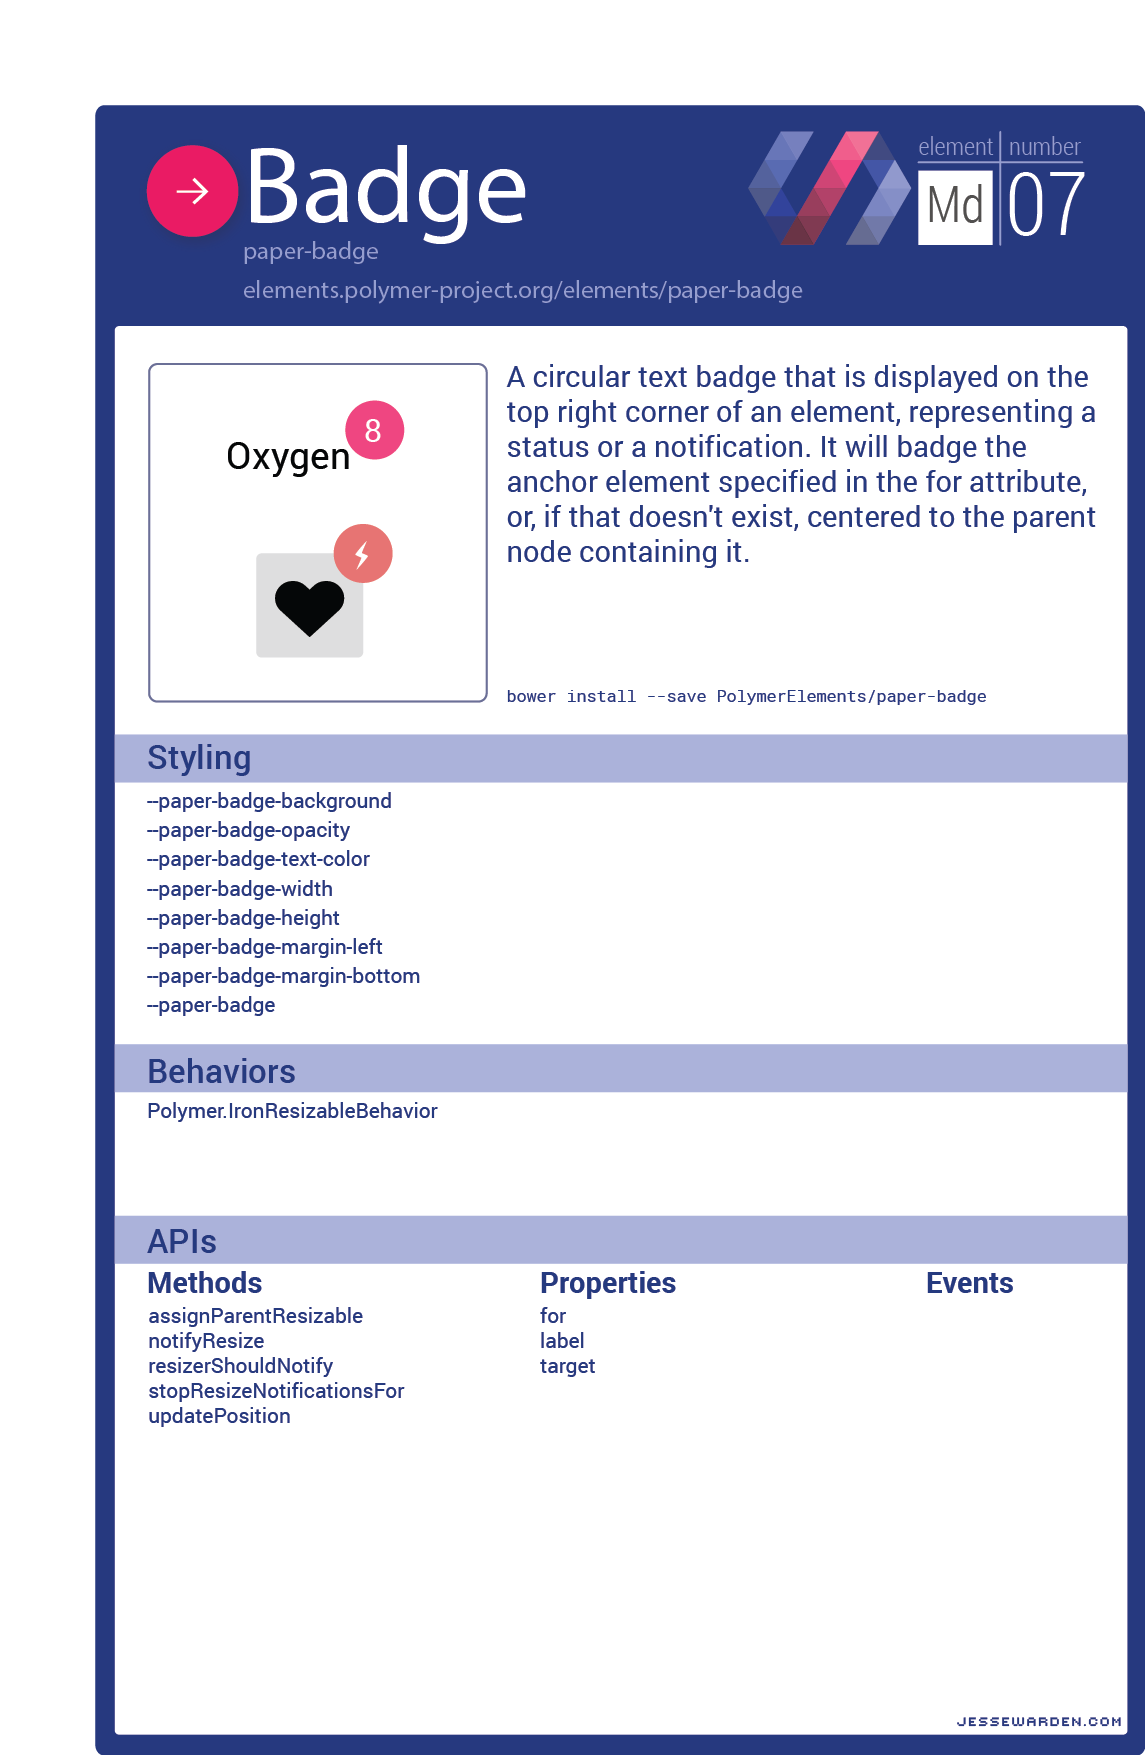 Badge
paper-badge
elements.polymer-project.org/elements/paper-badge
element number
Md 07
Oxygen 8
A circular text badge that is displayed on the
top right corner of an element, representing a
status or a notification. It will badge the
anchor element specified in the for attribute,
or, if that doesn't exist, centered to the parent
node containing it.
bower install --save PolymerElements/paper-badge
Styling
--paper-badge-background
--paper-badge-opacity
--paper-badge-text-color
--paper-badge-width
--paper-badge-height
--paper-badge-margin-left
--paper-badge-margin-bottom
--paper-badge
Behaviors
Polymer.IronResizableBehavior
APIs
Methods
assignParentResizable
notifyResize
resizerShouldNotify
stopResizeNotificationsFor
updatePosition
Properties
for
label
target
Events
JESSEWARDEN.COM